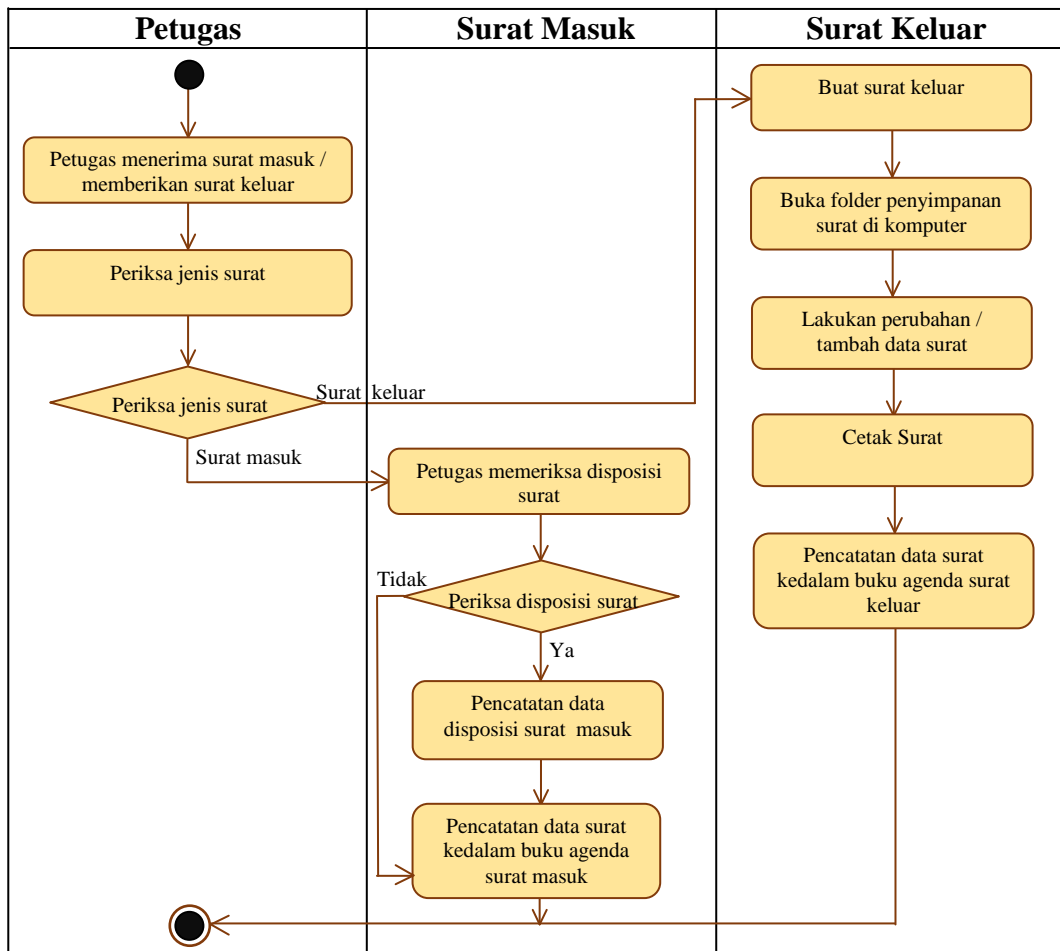 Petugas
Surat Masuk
Surat Keluar
Petugas menerima surat masuk /
memberikan surat keluar
Periksa jenis surat
Periksa jenis surat
Surat keluar
Surat masuk
Petugas memeriksa disposisi
surat
Periksa disposisi surat
Tidak
Ya
Pencatatan data
disposisi surat masuk
Pencatatan data surat
kedalam buku agenda
surat masuk
Buat surat keluar
Buka folder penyimpanan
surat di komputer
Lakukan perubahan /
tambah data surat
Cetak Surat
Pencatatan data surat
kedalam buku agenda surat
keluar